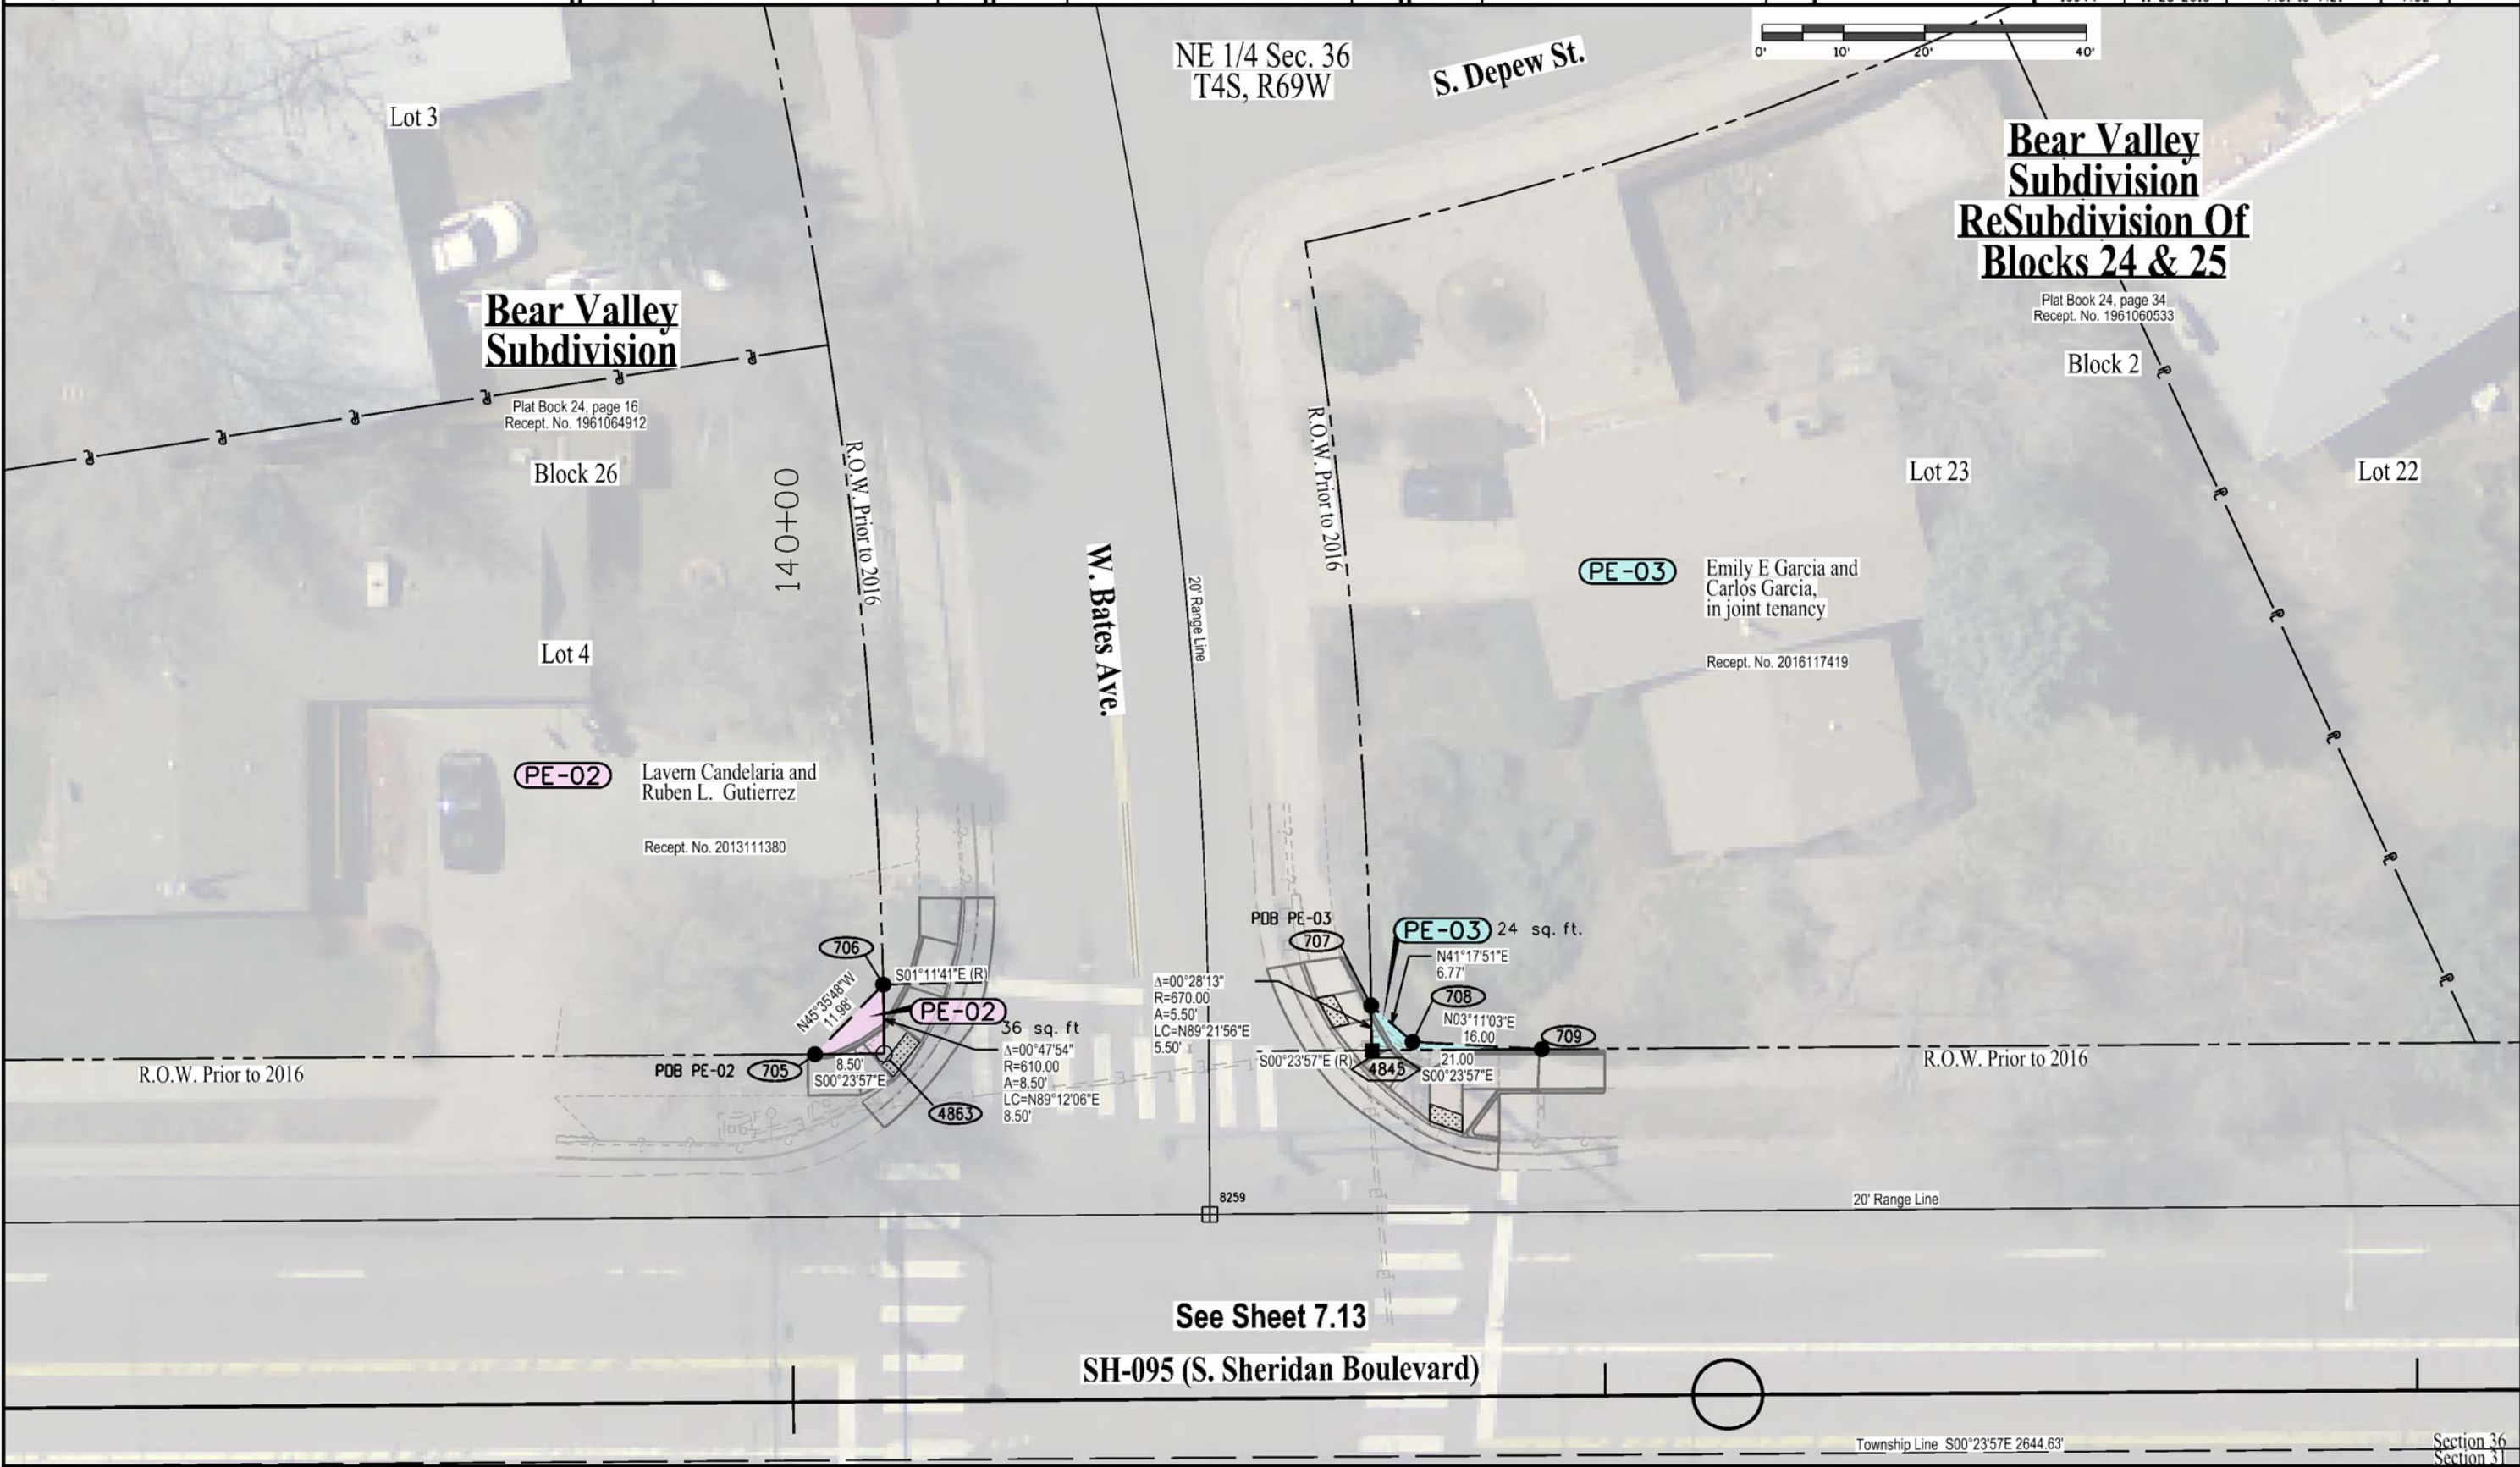 0'
10'
20'
40'
NE 1/4 Sec. 36
T4S, R69W
S. Depew St.
Lot 3
Bear Valley
Subdivision
ReSubdivision Of
Blocks 24 & 25
Plat Book 24, page 34
Recept. No. 1961060533
Block 2
Bear Valley
Subdivision
Plat Book 24, page 16
Recept. No. 1961064912
Block 26
140+00
R.O.W. Prior to 2016
R.O.W. Prior to 2016
Lot 23
Lot 22
W. Bates Ave.
20' Range Line
PE-03
Emily E Garcia and
Carlos Garcia,
in joint tenancy
Recept. No. 2016117419
Lot 4
PE-02
Lavern Candelaria and
Ruben L. Gutierrez
Recept. No. 2013111380
706
S01°11'41"E (R)
N45°35'48"W
11.98'
PE-02
36 sq. ft
Δ=00°47'54"
R=610.00
A=8.50'
LC=N89°12'06"E
8.50'
8.50'
S00°23'57"E
POB PE-02
705
4863
R.O.W. Prior to 2016
POB PE-03
707
PE-03
24 sq. ft.
N41°17'51"E
6.77'
Δ=00°28'13"
R=670.00
A=5.50'
LC=N89°21'56"E
5.50'
708
N03°11'03"E
16.00
709
S00°23'57"E (R)
4845
21.00
S00°23'57"E
R.O.W. Prior to 2016
8259
20' Range Line
See Sheet 7.13
SH-095 (S. Sheridan Boulevard)
Township Line S00°23'57E 2644.63'
Section 36
Section 31